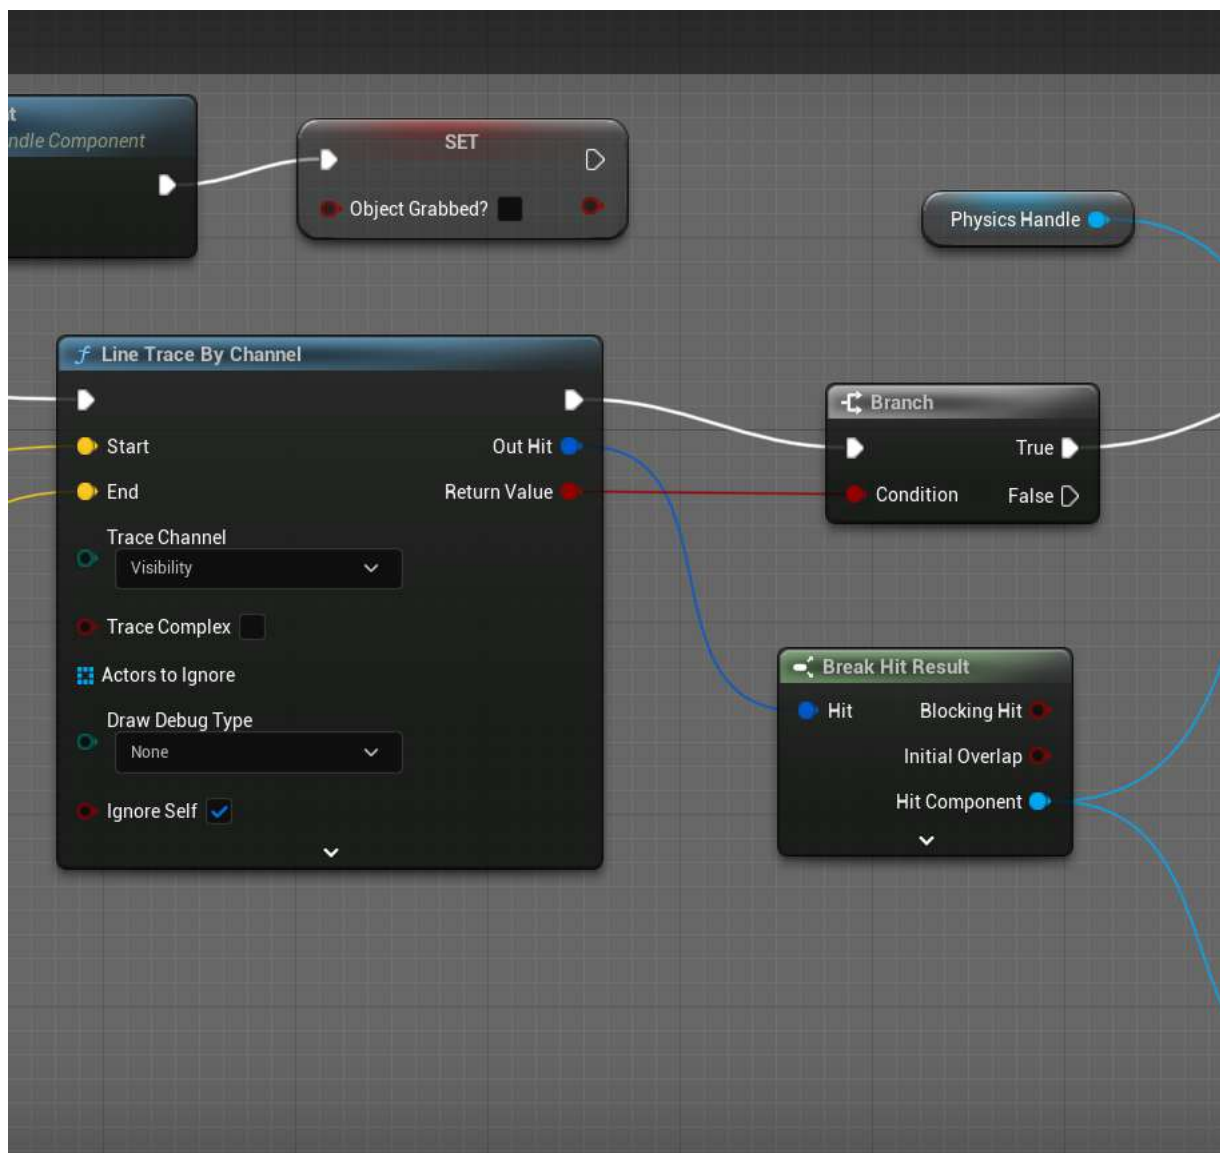 Component
SET
Object Grabbed?
Physics Handle
Line Trace By Channel
Branch
Start
Out Hit
True
End
Return Value
Condition
False
Trace Channel
Visibility
Trace Complex
Break Hit Result
Actors to Ignore
Hit
Blocking Hit
Draw Debug Type
None
Initial Overlap
Hit Component
Ignore Self